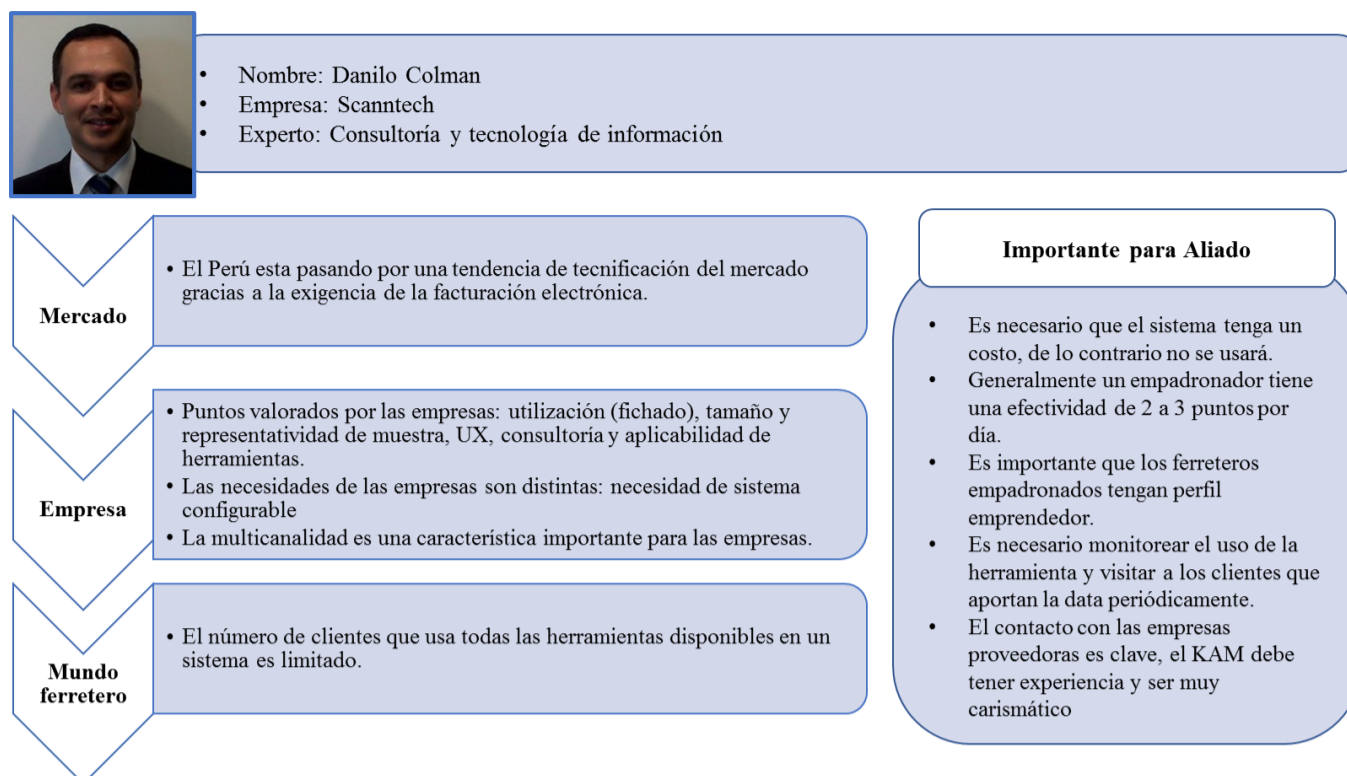 • Nombre: Danilo Colman
• Empresa: Scanntech
• Experto: Consultoría y tecnología de información
Mercado
• El Perú esta pasando por una tendencia de tecnificación del mercado
gracias a la exigencia de la facturación electrónica.
Empresa
• Puntos valorados por las empresas: utilización (fichado), tamaño y
representatividad de muestra, UX, consultoría y aplicabilidad de
herramientas.
• Las necesidades de las empresas son distintas: necesidad de sistema
configurable
• La multicanalidad es una característica importante para las empresas.
Mundo
ferretero
• El número de clientes que usa todas las herramientas disponibles en un
sistema es limitado.
Importante para Aliado
• Es necesario que el sistema tenga un
costo, de lo contrario no se usará.
• Generalmente un empadronador tiene
una efectividad de 2 a 3 puntos por
día.
• Es importante que los ferreteros
empadronados tengan perfil
emprendedor.
• Es necesario monitorear el uso de la
herramienta y visitar a los clientes que
aportan la data periódicamente.
• El contacto con las empresas
proveedoras es clave, el KAM debe
tener experiencia y ser muy
carismático